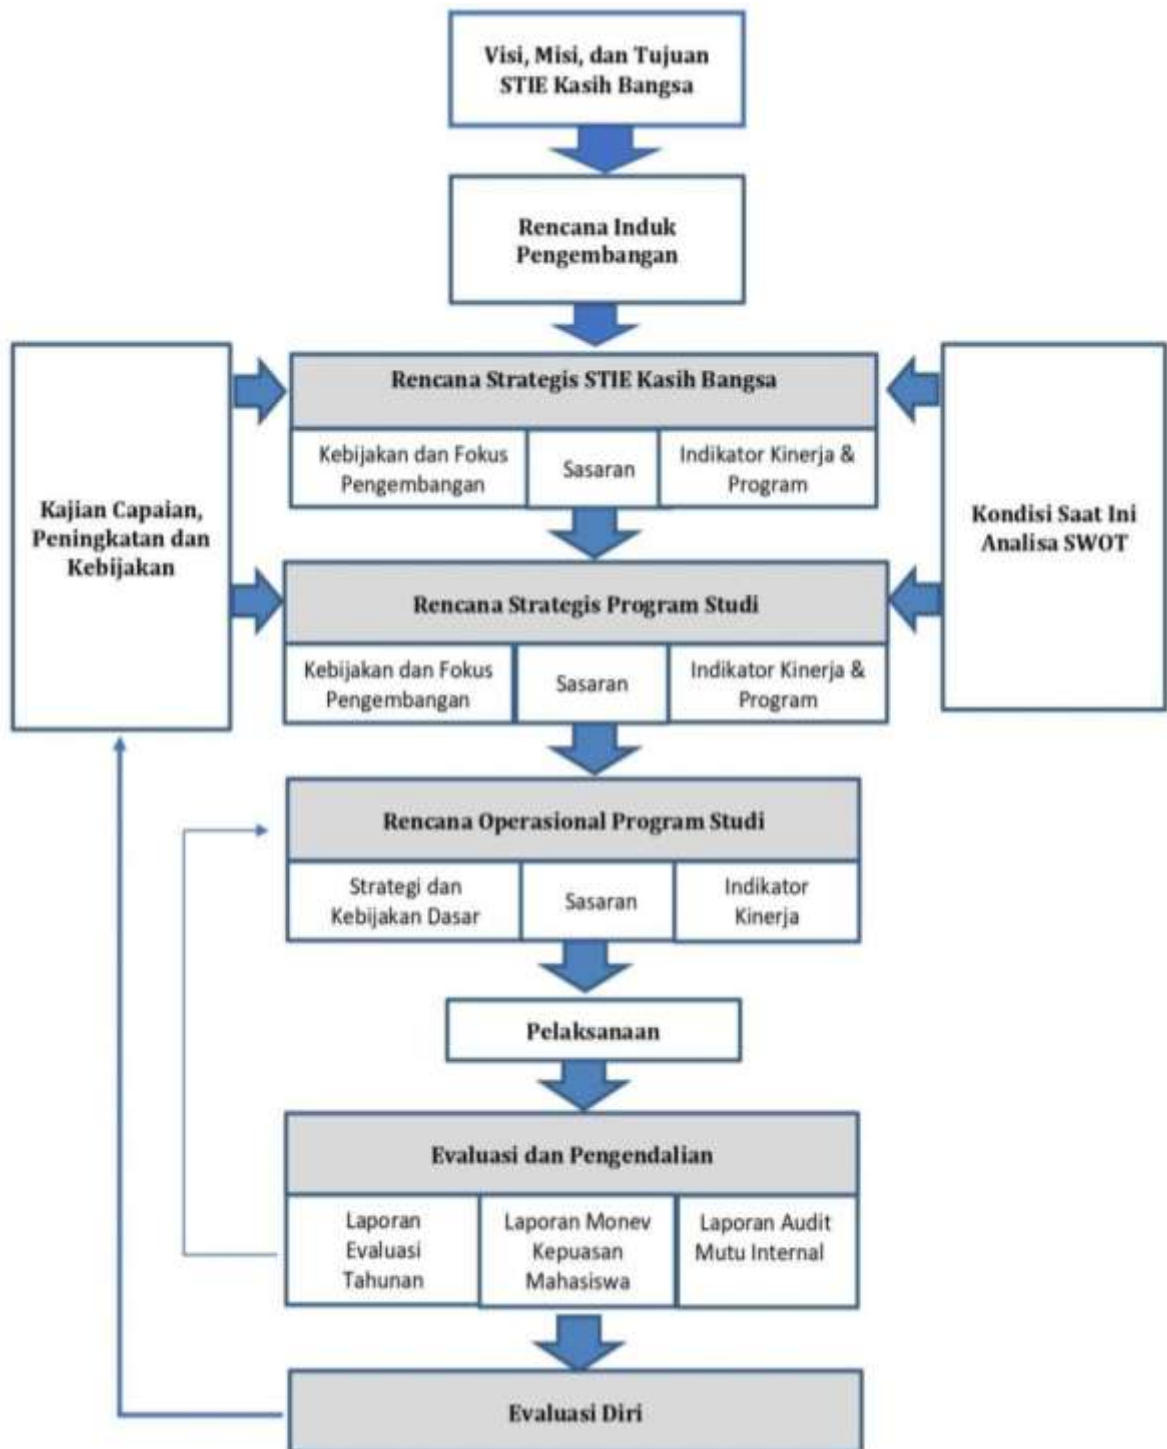 Visi, Misi, dan Tujuan
STIE Kasih Bangsa
Rencana Induk
Pengembangan
Rencana Strategis STIE Kasih Bangsa
Kebijakan dan Fokus
Pengembangan
Sasaran
Indikator Kinerja &
Program
Kajian Capaian,
Peningkatan dan
Kebijakan
Kondisi Saat Ini
Analisa SWOT
Rencana Strategis Program Studi
Kebijakan dan Fokus
Pengembangan
Sasaran
Indikator Kinerja &
Program
Rencana Operasional Program Studi
Strategi dan
Kebijakan Dasar
Sasaran
Indikator
Kinerja
Pelaksanaan
Evaluasi dan Pengendalian
Laporan
Evaluasi
Tahunan
Laporan Monev
Kepuasan
Mahasiswa
Laporan Audit
Mutu Internal
Evaluasi Diri